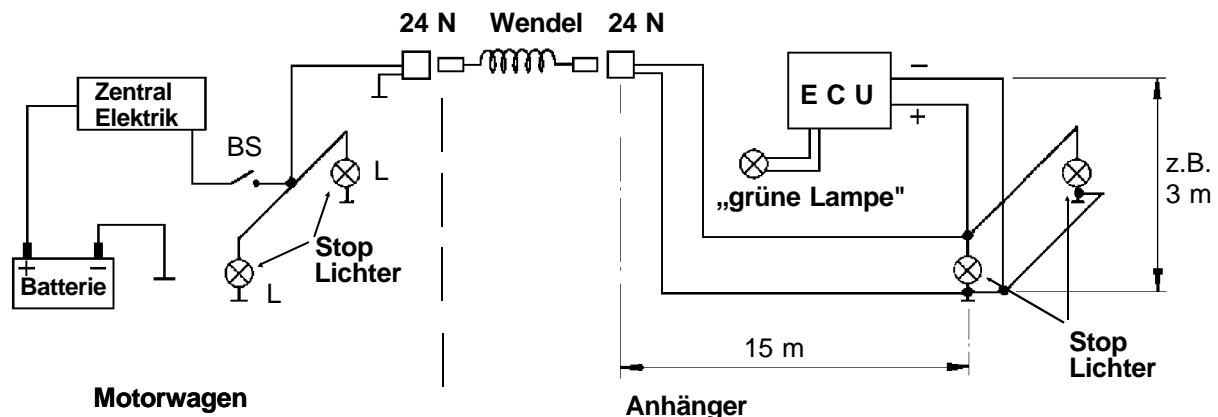 24 N
Wendel
24 N
Zentral
Elektrik
BS
L
Stop
Lichter
L
+
–
Batterie
Motorwagen
E C U
–
+
„grüne Lampe"
z.B.
3 m
15 m
Stop
Lichter
Anhänger